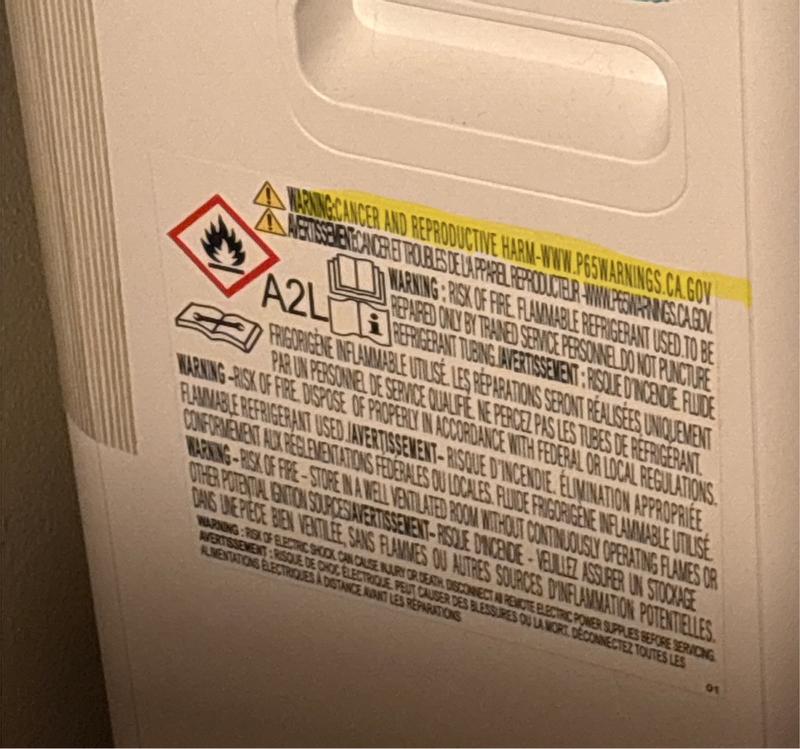 WARNING:CANCER AND REPRODUCTIVE HARM-WWW.P65WARNINGS.CA.GOV
AVERTISSEMENT:CANCER ET TROUBLES DE L'APPAREIL REPRODUCTEUR -WWW.P65WARNINGS.CA.GOV.
A2L
WARNING : RISK OF FIRE. FLAMMABLE REFRIGERANT USED.TO BE
REPAIRED ONLY BY TRAINED SERVICE PERSONNEL.DO NOT PUNCTURE
REFRIGERANT TUBING./AVERTISSEMENT : RISQUE D'INCENDIE. FLUIDE
FRIGORIGÈNE INFLAMMABLE UTILISÉ. LES RÉPARATIONS SERONT RÉALISÉES UNIQUEMENT
PAR UN PERSONNEL DE SERVICE QUALIFIÉ. NE PERCEZ PAS LES TUBES DE RÉFRIGÉRANT.
WARNING -RISK OF FIRE. DISPOSE OF PROPERLY IN ACCORDANCE WITH FEDERAL OR LOCAL REGULATIONS.
FLAMMABLE REFRIGERANT USED./AVERTISSEMENT- RISQUE D'INCENDIE. ÉLIMINATION APPROPRIÉE
CONFORMEMENT AUX RÉGLEMENTATIONS FÉDÉRALES OU LOCALES. FLUIDE FRIGORIGÈNE INFLAMMABLE UTILISÉ.
WARNING - RISK OF FIRE - STORE IN A WELL VENTILATED ROOM WITHOUT CONTINUOUSLY OPERATING FLAMES OR
OTHER POTENTIAL IGNITION SOURCES/AVERTISSEMENT- RISQUE D'INCENDIE - VEUILLEZ ASSURER UN STOCKAGE
DANS UNE PIÈCE BIEN VENTILÉE, SANS FLAMMES OU AUTRES SOURCES D'INFLAMMATION POTENTIELLES.
WARNING : RISK OF ELECTRIC SHOCK. CAN CAUSE INJURY OR DEATH. DISCONNECT All REMOTE ELECTRIC POWER SUPPLIES BEFORE SERVICING.
AVERTISSEMENT : RISQUE DE CHOC ÉLECTRIQUE. PEUT CAUSER DES BLESSURES OU LA MORT. DÉCONNECTEZ TOUTES LES
ALIMENTATIONS ÉLECTRIQUES À DISTANCE AVANT LES RÉPARATIONS
01